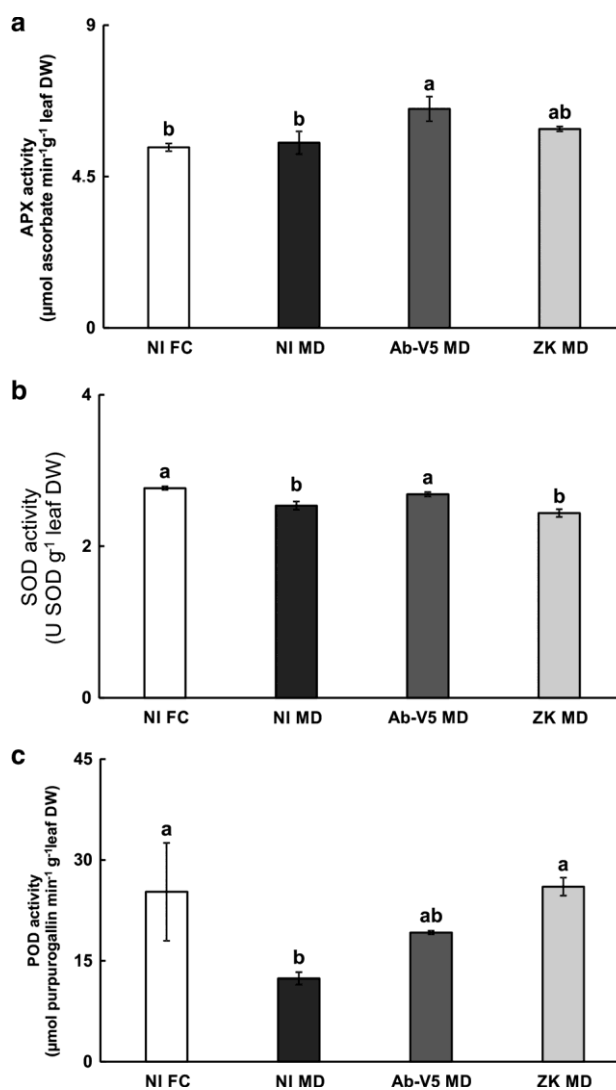 a
APX activity
(µmol ascorbate min⁻¹g⁻¹ leaf DW)
9
4.5
0
b
b
a
ab
NI FC
NI MD
Ab-V5 MD
ZK MD
b
SOD activity
(U SOD g⁻¹ leaf DW)
4
2
0
a
b
a
b
NI FC
NI MD
Ab-V5 MD
ZK MD
c
POD activity
(µmol purpurogallin min⁻¹ g⁻¹leaf DW)
45
30
15
0
a
b
ab
a
NI FC
NI MD
Ab-V5 MD
ZK MD